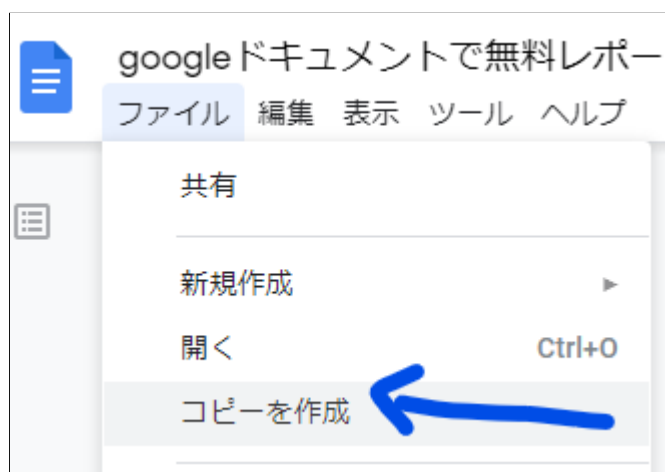 googleドキュメントで無料レポー
ファイル 編集 表示 ツール ヘルプ
共有
新規作成
開く Ctrl+O
コピーを作成